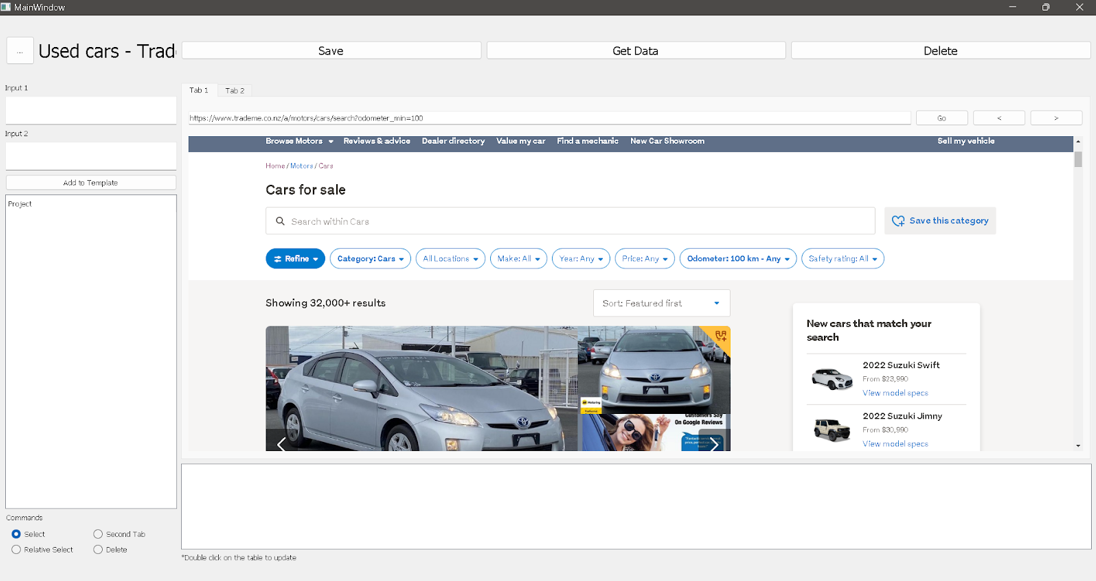 MainWindow
... Used cars - Trad
Save Get Data Delete
Input 1
Input 2
Add to Template
Project
Commands
Select Second Tab
Relative Select Delete
Tab 1 Tab 2
https://www.trademe.co.nz/a/motors/cars/search?odometer_min=100 Go < >
Browse Motors Reviews & advice Dealer directory Value my car Find a mechanic New Car Showroom Sell my vehicle
Home / Motors / Cars
Cars for sale
Search within Cars Save this category
Refine Category: Cars All Locations Make: All Year: Any Price: Any Odometer: 100 km - Any Safety rating: All
Showing 32,000+ results Sort: Featured first
On Google Reviews
New cars that match your
search
2022 Suzuki Swift
From $23,990
View model specs
2022 Suzuki Jimny
From $30,990
View model specs
*Double click on the table to update